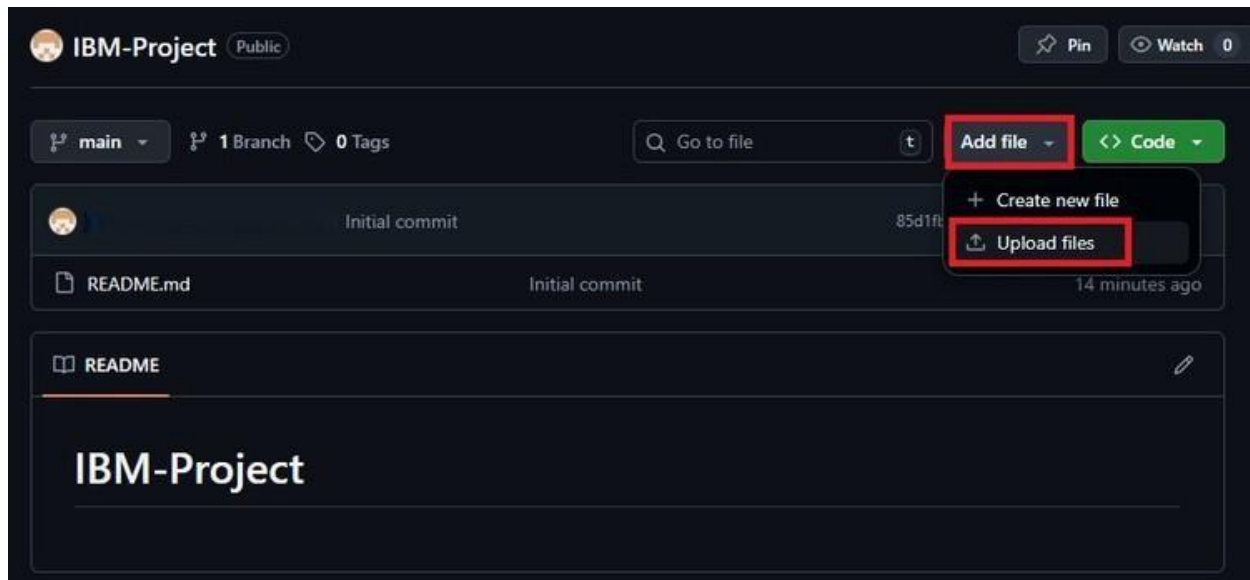 IBM-Project Public Pin Watch 0
main 1 Branch 0 Tags Go to file t Add file <> Code
+ Create new file
Initial commit 85d1fb
Upload files
README.md Initial commit 14 minutes ago
README
IBM-Project